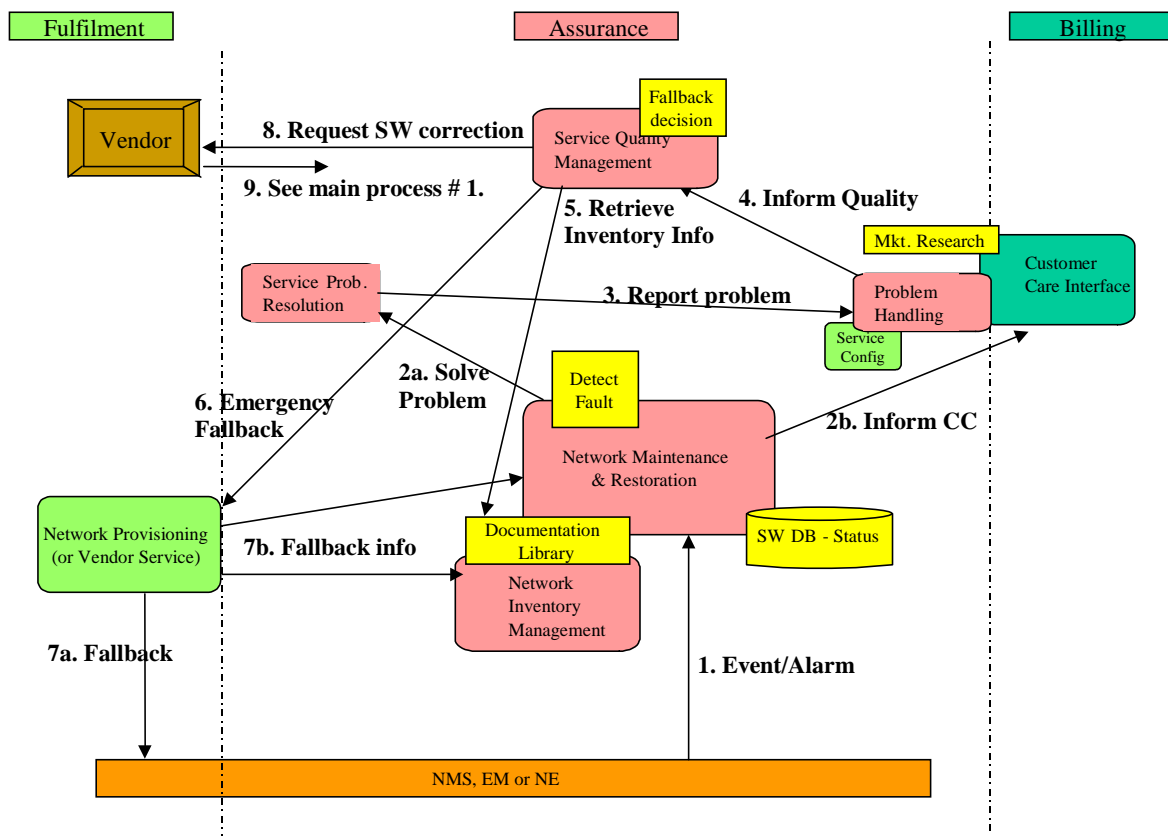 Fulfilment
Assurance
Billing
Fallback
decision
Vendor
8. Request SW correction
Service Quality
Management
9. See main process # 1.
4. Inform Quality
5. Retrieve
Inventory Info
Mkt. Research
Customer
Care Interface
Service Prob.
Resolution
3. Report problem
Problem
Handling
Service
Config
2a. Solve
Problem
Detect
Fault
6. Emergency
Fallback
2b. Inform CC
Network Maintenance
& Restoration
Network Provisioning
(or Vendor Service)
7b. Fallback info
Documentation
Library
SW DB - Status
Network
Inventory
Management
7a. Fallback
1. Event/Alarm
NMS, EM or NE